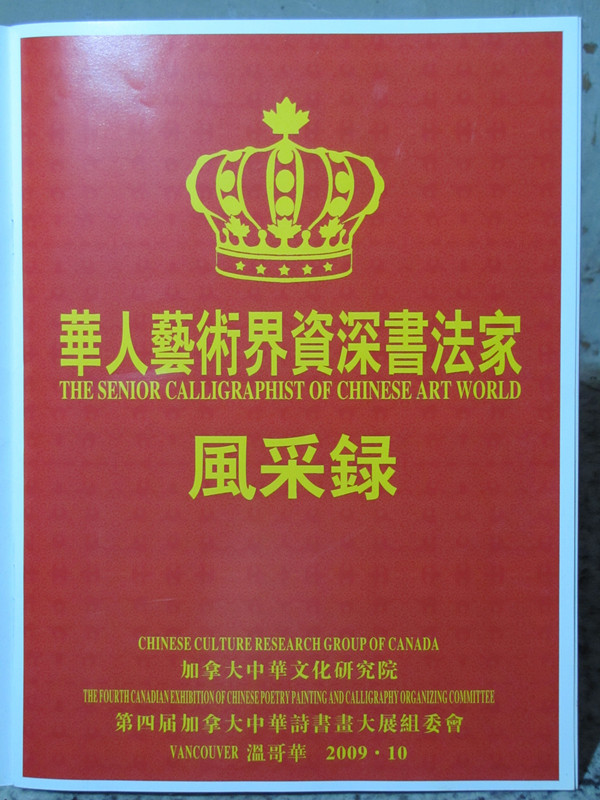 華人藝術界資深書法家
THE SENIOR CALLIGRAPHIST OF CHINESE ART WORLD
風采録
CHINESE CULTURE RESEARCH GROUP OF CANADA
加拿大中華文化研究院
THE FOURTH CANADIAN EXHIBITION OF CHINESE POETRY PAINTING AND CALLIGRAPHY ORGANIZING COMMITTEE
第四届加拿大中華詩書畫大展組委會
VANCOUVER 溫哥華 2009·10